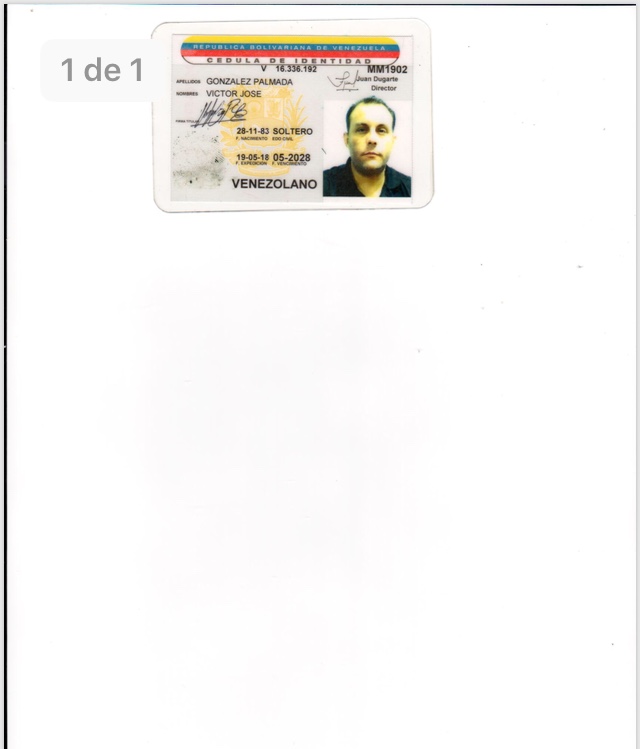 1 de 1
REPUBLICA BOLIVARIANA DE VENEZUELA
CEDULA DE IDENTIDAD
V 16.336.192 MM1902
Juan Dugarte
Director
APELLIDOS GONZALEZ PALMADA
NOMBRES VICTOR JOSE
28-11-83 SOLTERO
F. NACIMIENTO EDO CIVIL
19-05-18 05-2028
F. EXPEDICION F. VENCIMIENTO
VENEZOLANO